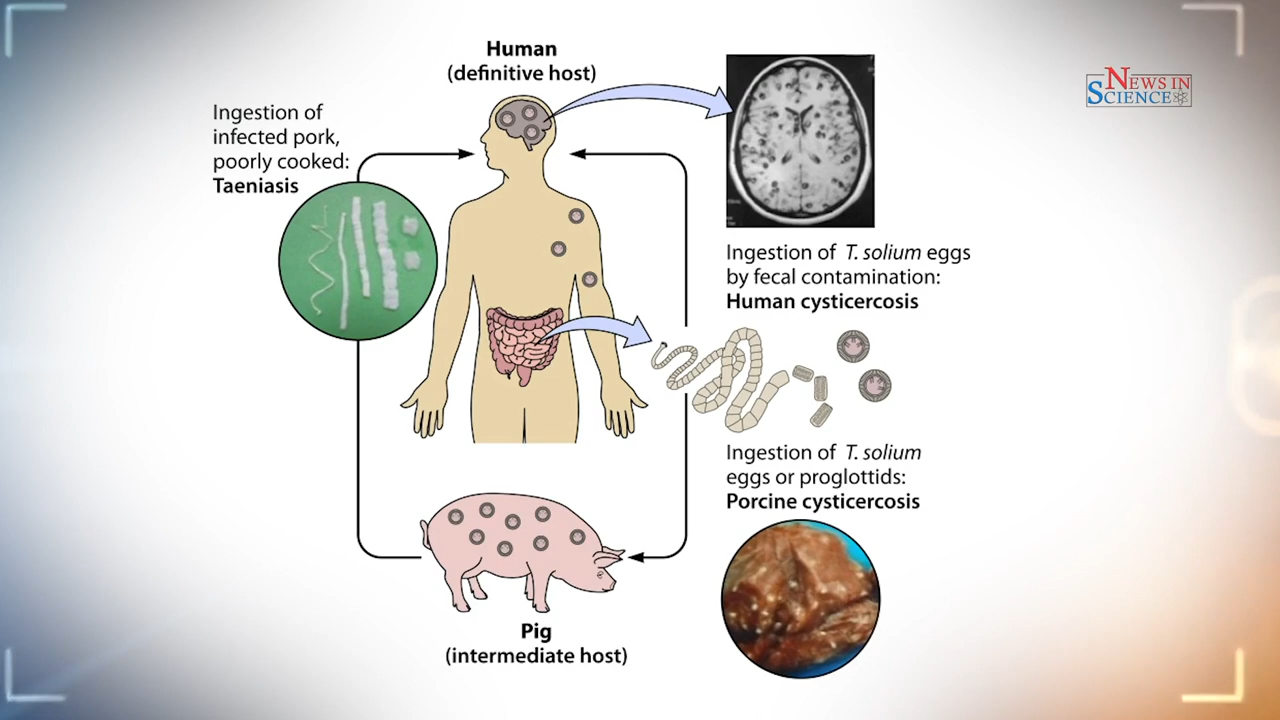 Human
(definitive host)
NEWS IN
SCIENCE
Ingestion of
infected pork,
poorly cooked:
Taeniasis
Ingestion of T. solium eggs
by fecal contamination:
Human cysticercosis
Ingestion of T. solium
eggs or proglottids:
Porcine cysticercosis
Pig
(intermediate host)